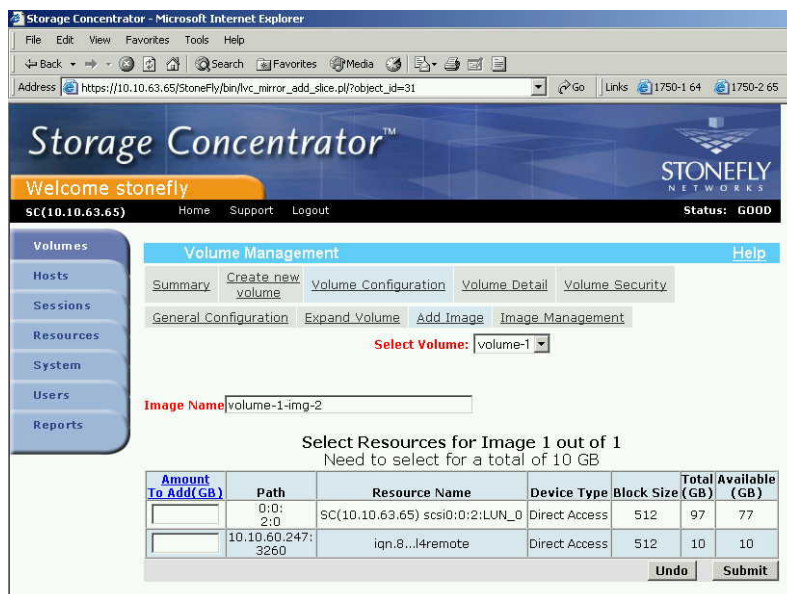 Storage Concentrator - Microsoft Internet Explorer
File Edit View Favorites Tools Help
Back Search Favorites Media
Address https://10.10.63.65/StoneFly/bin/lvc_mirror_add_slice.pl/?object_id=31 Go Links 1750-1 64 1750-2 65
Storage Concentrator™
STONEFLY
NETWORKS
Welcome stonefly
SC(10.10.63.65) Home Support Logout Status: GOOD
Volumes
Hosts
Sessions
Resources
System
Users
Reports
Volume Management Help
Summary Create new volume Volume Configuration Volume Detail Volume Security
General Configuration Expand Volume Add Image Image Management
Select Volume: volume-1
Image Name volume-1-img-2
Select Resources for Image 1 out of 1
Need to select for a total of 10 GB
Amount To Add(GB) Path Resource Name Device Type Block Size Total (GB) Available (GB)
0:0:2:0 SC(10.10.63.65) scsi0:0:2:LUN_0 Direct Access 512 97 77
10.10.60.247:3260 iqn.8...l4remote Direct Access 512 10 10
Undo Submit